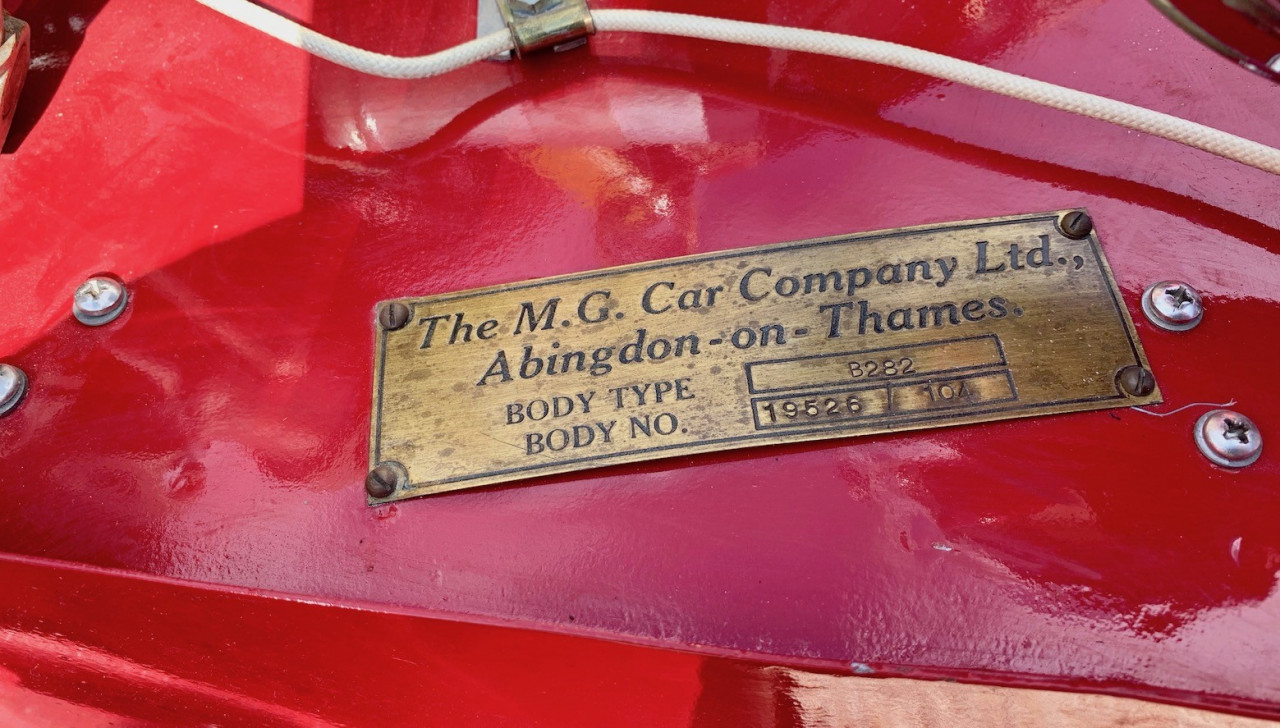 The M.G. Car Company Ltd.,
Abingdon-on-Thames.
BODY TYPE B282
BODY NO. 19526 / 104